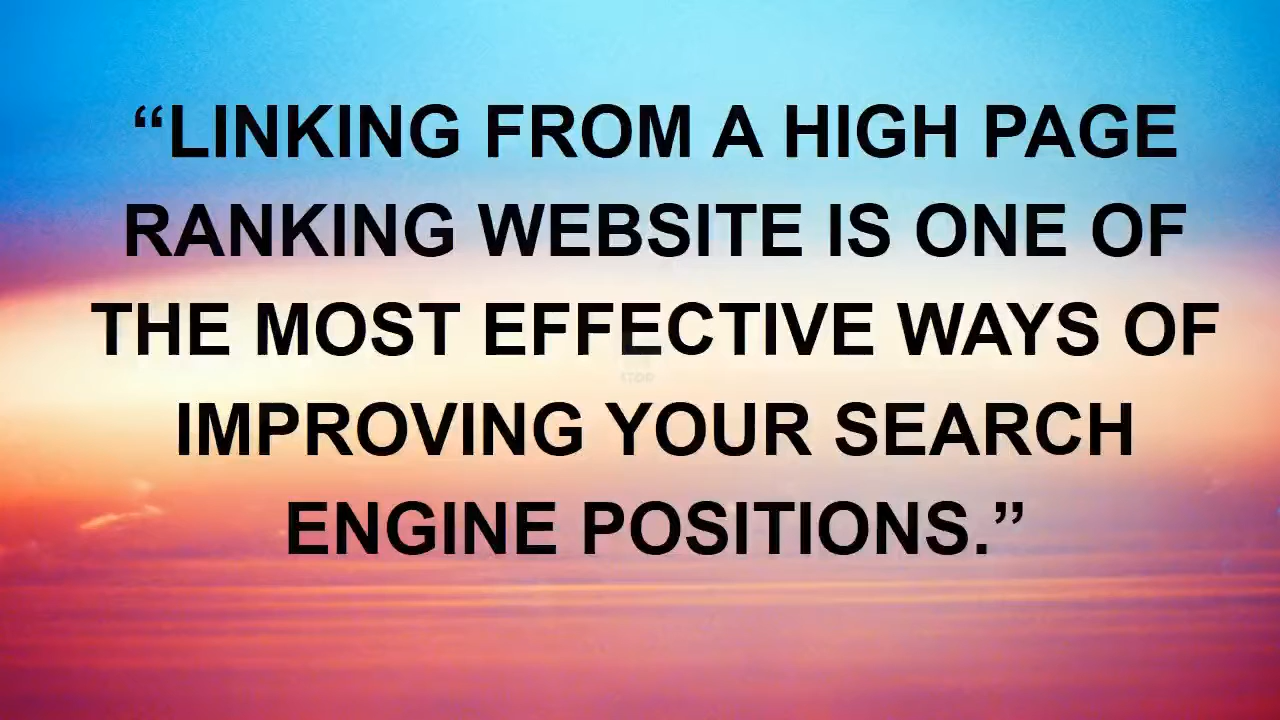 “LINKING FROM A HIGH PAGE
RANKING WEBSITE IS ONE OF
THE MOST EFFECTIVE WAYS OF
IMPROVING YOUR SEARCH
ENGINE POSITIONS.”